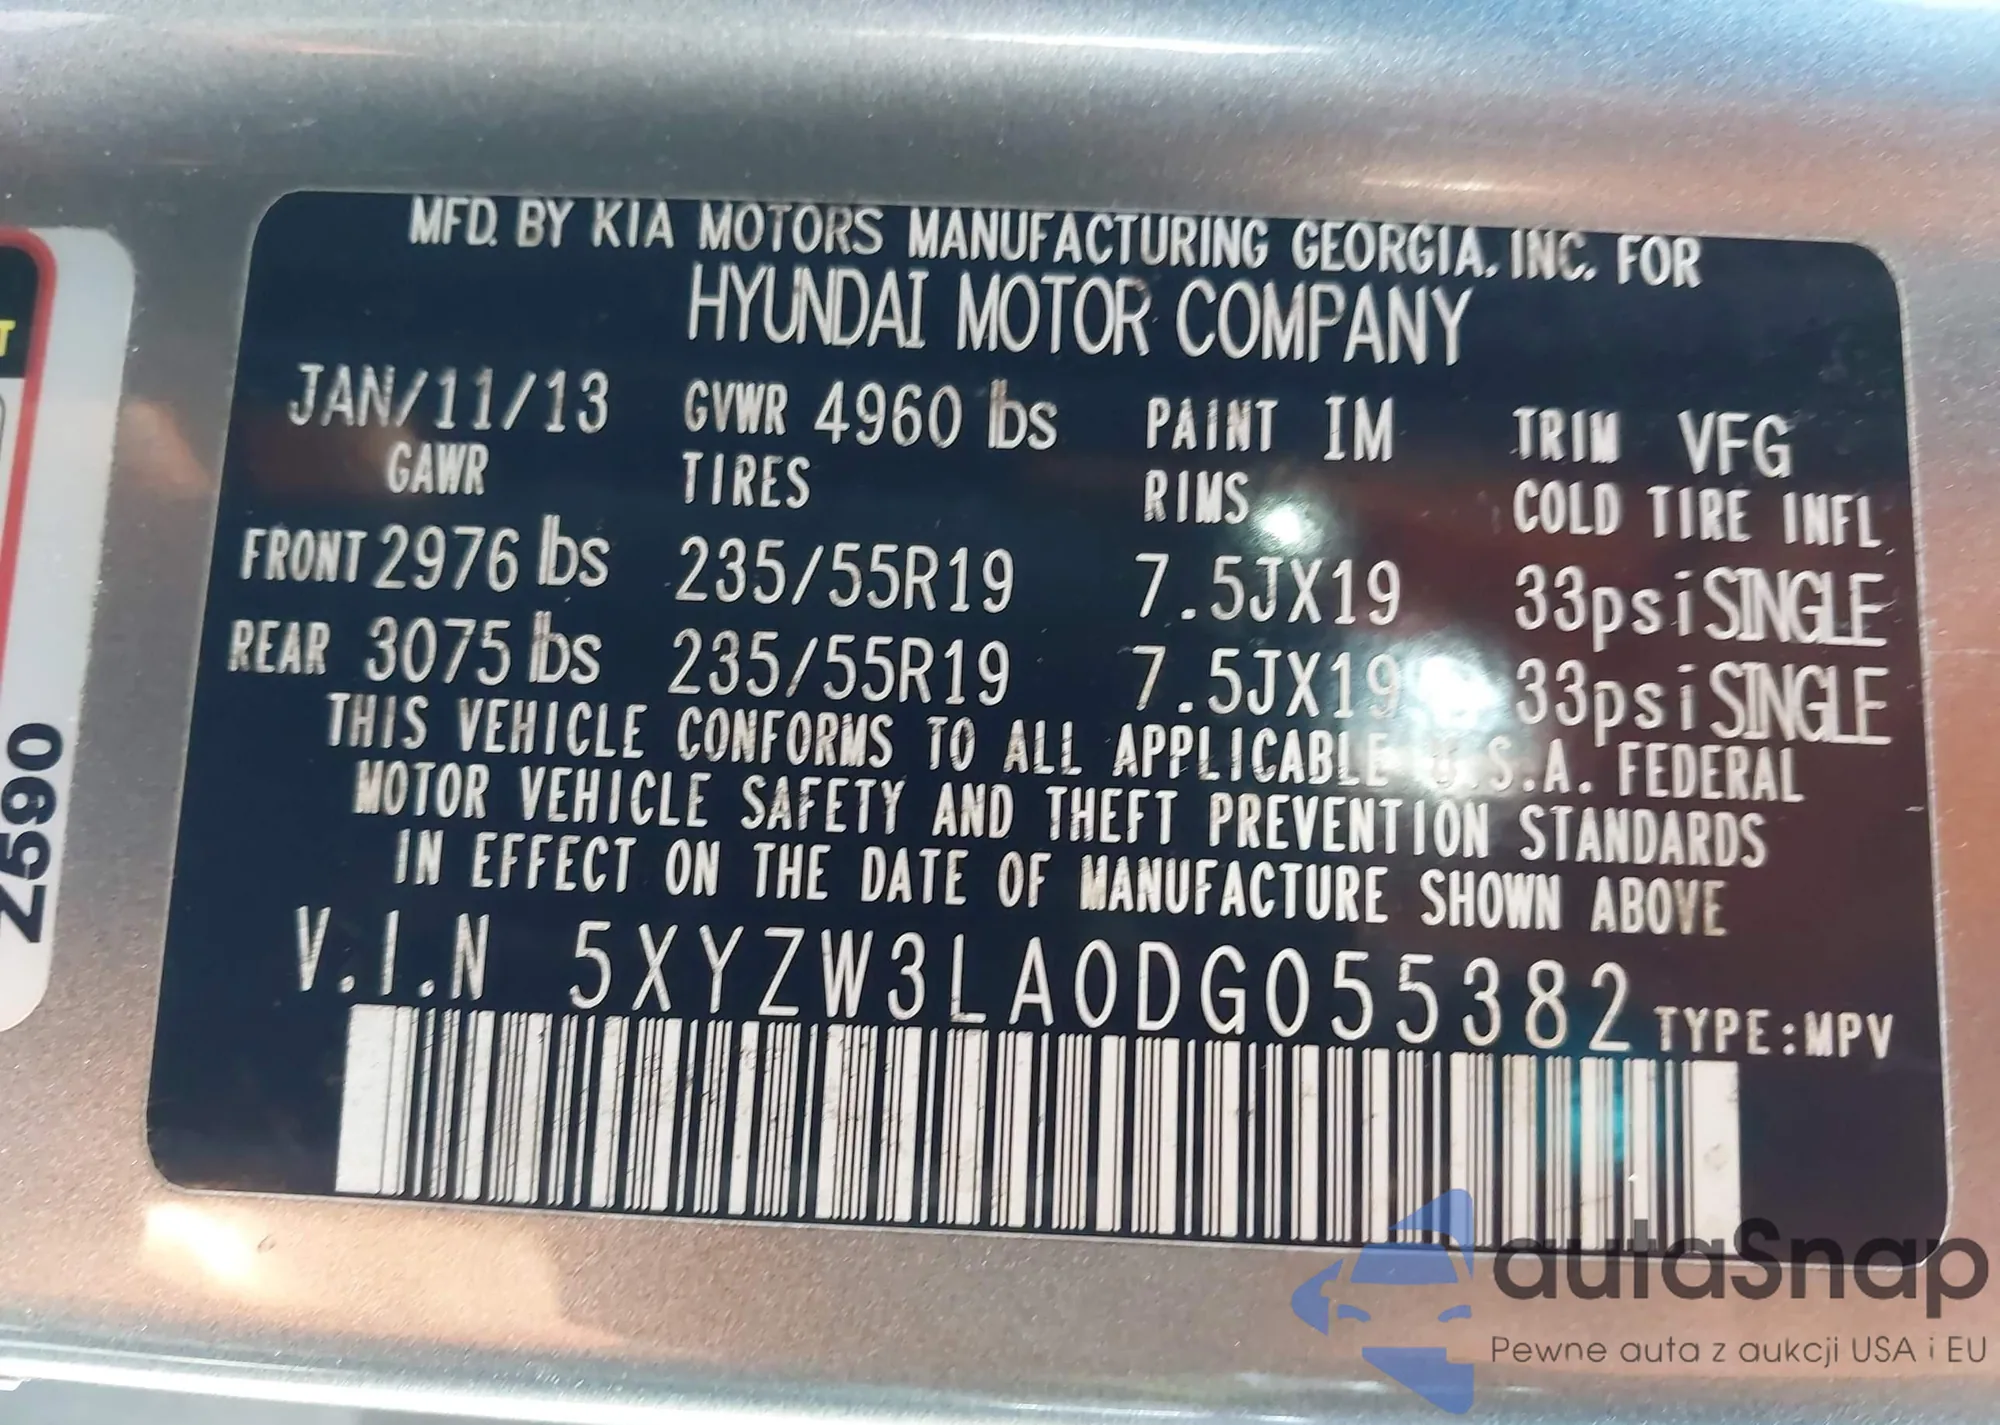 MFD. BY KIA MOTORS MANUFACTURING GEORGIA, INC. FOR
HYUNDAI MOTOR COMPANY
JAN/11/13 GVWR 4960 lbs PAINT IM TRIM VFG
GAWR TIRES RIMS COLD TIRE INFL.
FRONT 2976 lbs 235/55R19 7.5JX19 33psi SINGLE
REAR 3075 lbs 235/55R19 7.5JX19 33psi SINGLE
THIS VEHICLE CONFORMS TO ALL APPLICABLE U.S.A. FEDERAL
MOTOR VEHICLE SAFETY AND THEFT PREVENTION STANDARDS
IN EFFECT ON THE DATE OF MANUFACTURE SHOWN ABOVE
V.I.N 5XYZW3LA0DG055382 TYPE:MPV
T
Z590
autaSnap
Pewne auta z aukcji USA i EU